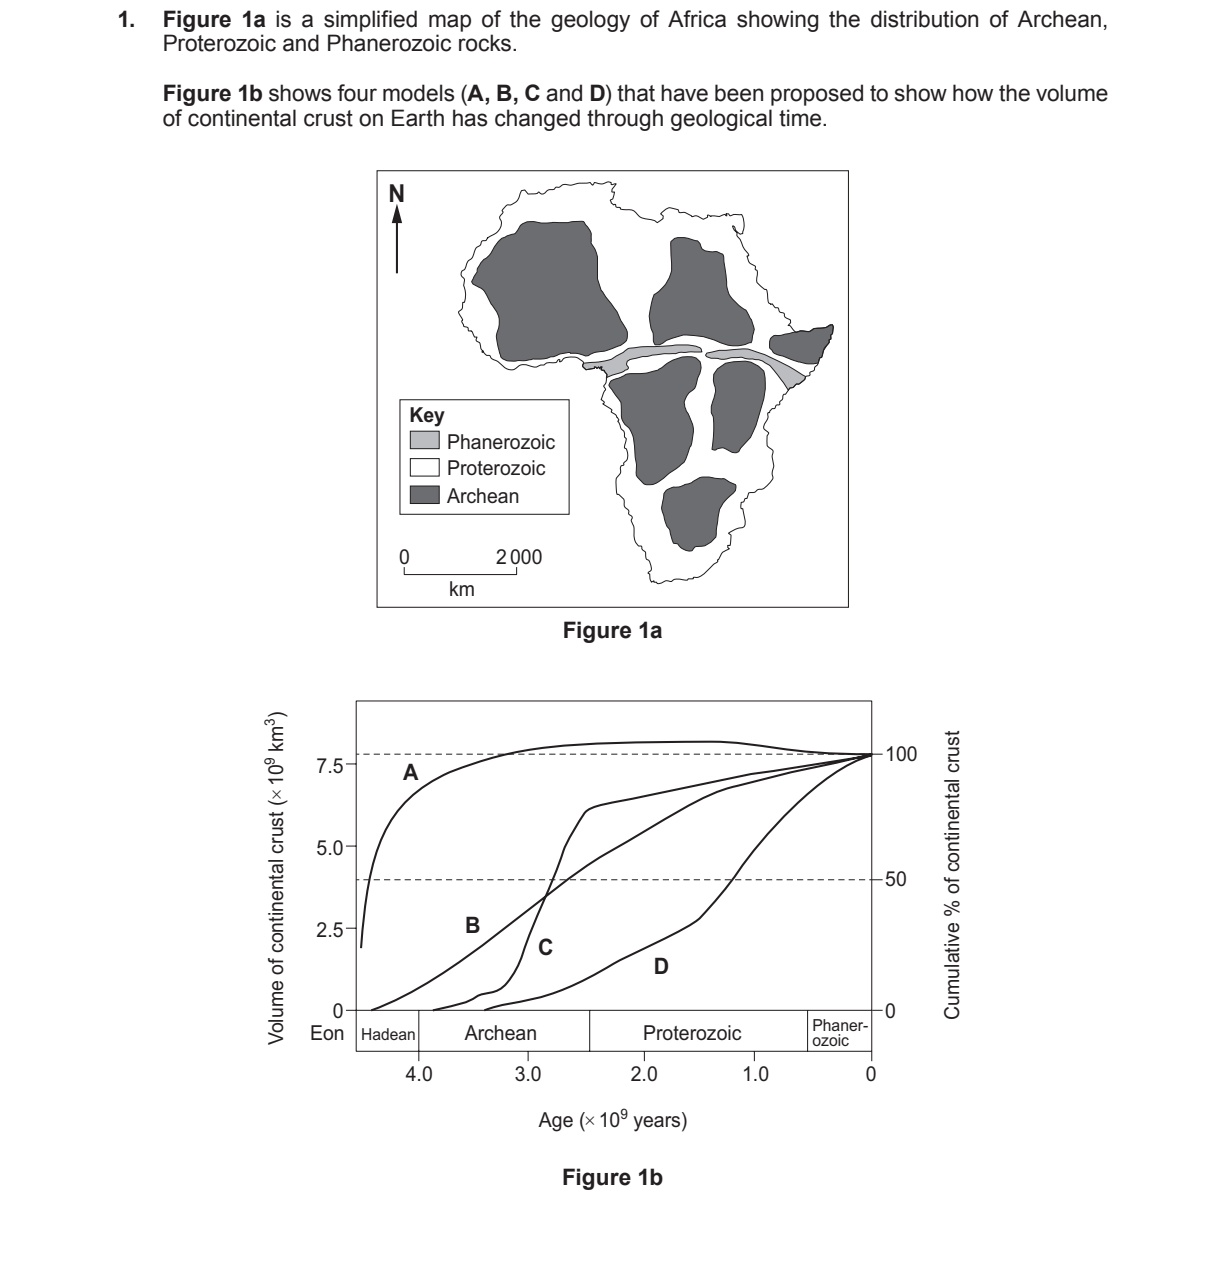 1. Figure 1a is a simplified map of the geology of Africa showing the distribution of Archean,
Proterozoic and Phanerozoic rocks.
Figure 1b shows four models (A, B, C and D) that have been proposed to show how the volume
of continental crust on Earth has changed through geological time.
N
Key
Phanerozoic
Proterozoic
Archean
0 2 000
km
Figure 1a
Volume of continental crust (× 10⁹ km³)
7.5
5.0
2.5
0
A
B
C
D
100
50
0
Cumulative % of continental crust
Eon Hadean Archean Proterozoic Phaner-
ozoic
4.0 3.0 2.0 1.0 0
Age (× 10⁹ years)
Figure 1b